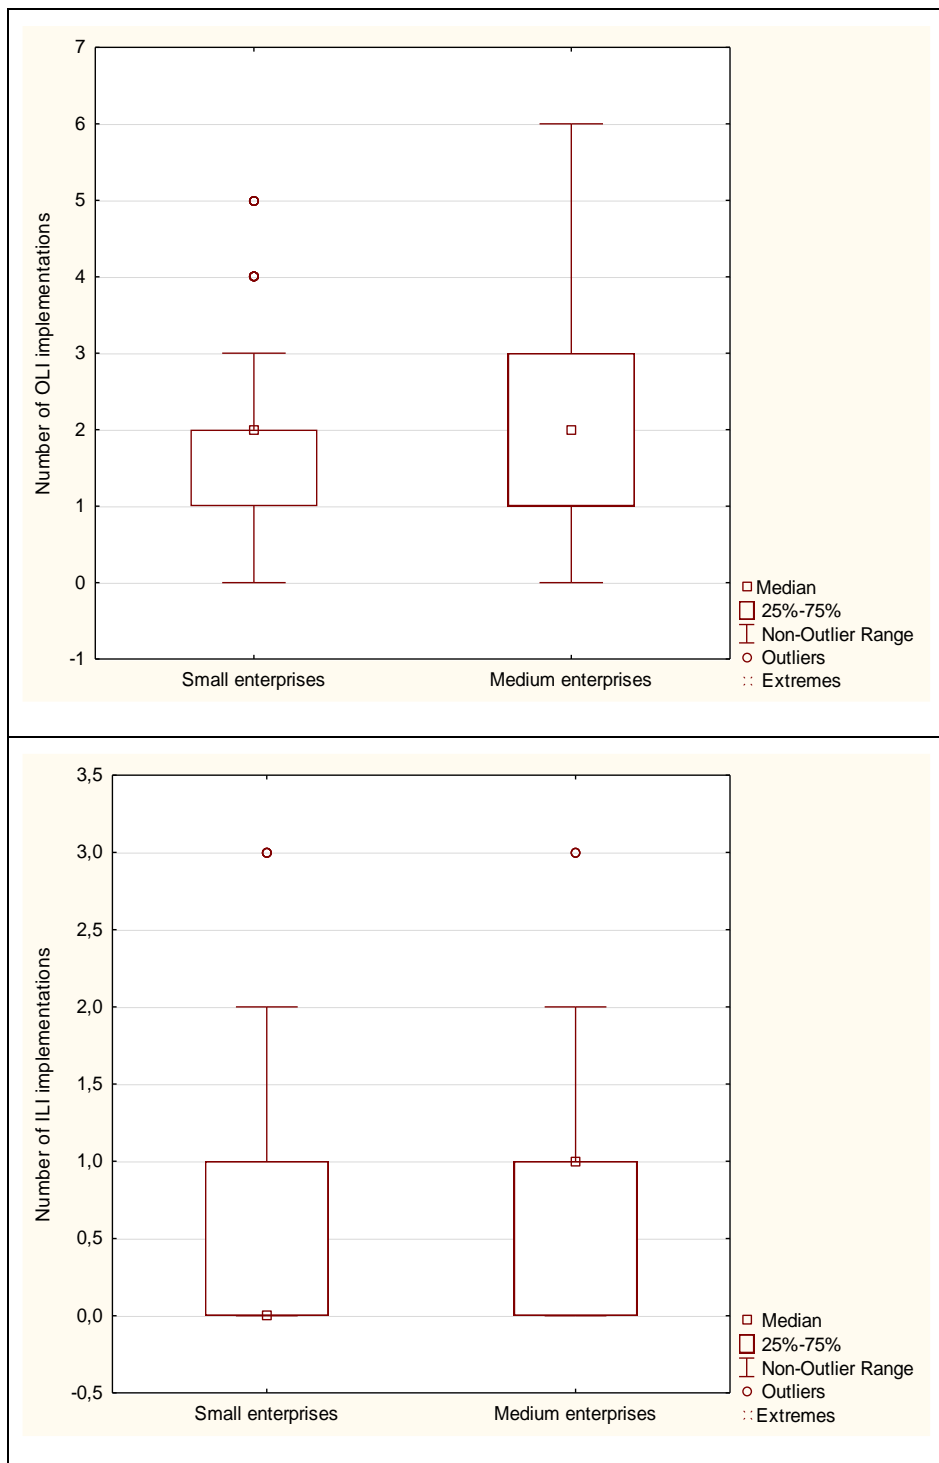 7
6
5
4
3
2
1
0
-1
Number of OLI implementations
Small enterprises
Medium enterprises
Median
25%-75%
Non-Outlier Range
Outliers
Extremes
3,5
3,0
2,5
2,0
1,5
1,0
0,5
0,0
-0,5
Number of ILI implementations
Small enterprises
Medium enterprises
Median
25%-75%
Non-Outlier Range
Outliers
Extremes